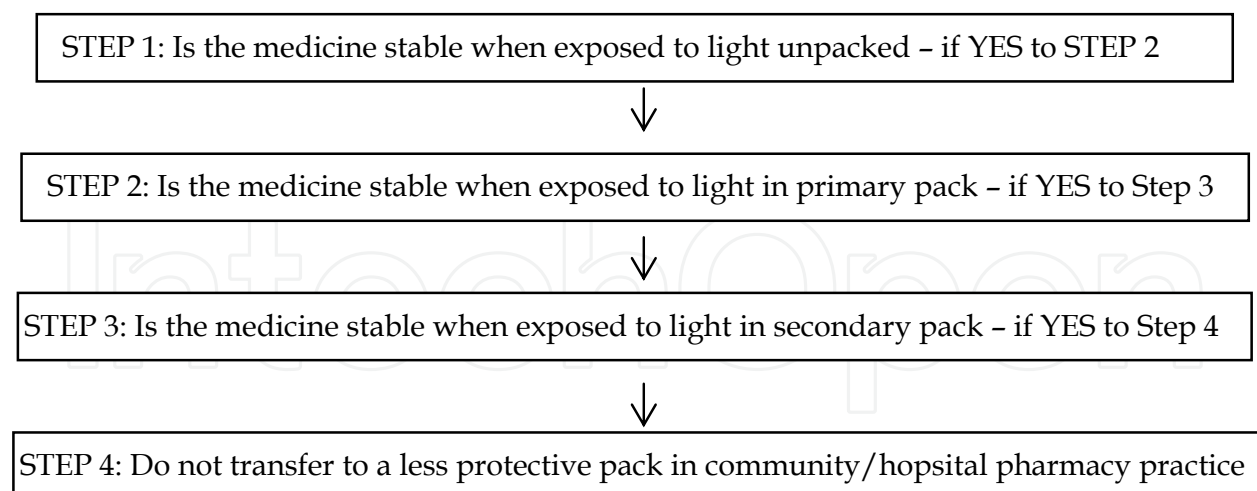 STEP 1: Is the medicine stable when exposed to light unpacked – if YES to STEP 2
STEP 2: Is the medicine stable when exposed to light in primary pack – if YES to Step 3
IntechOpen
STEP 3: Is the medicine stable when exposed to light in secondary pack – if YES to Step 4
STEP 4: Do not transfer to a less protective pack in community/hopsital pharmacy practice